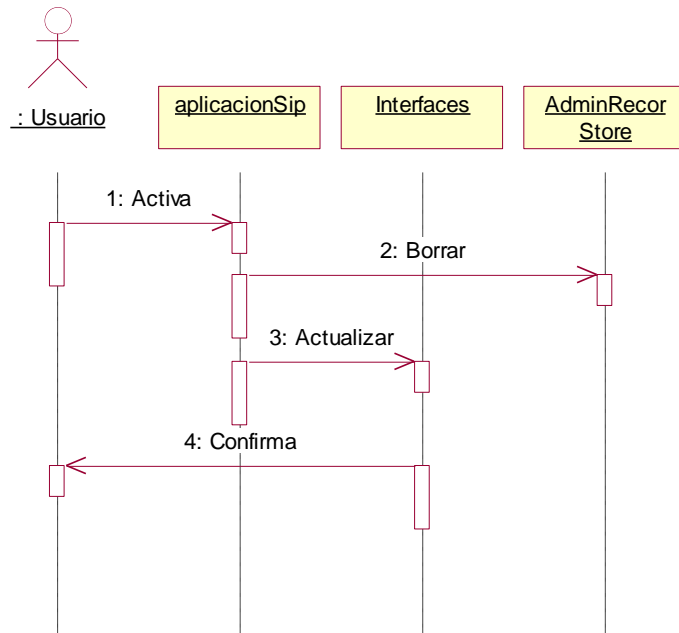 : Usuario
aplicacionSip
Interfaces
AdminRecor
Store
1: Activa
2: Borrar
3: Actualizar
4: Confirma